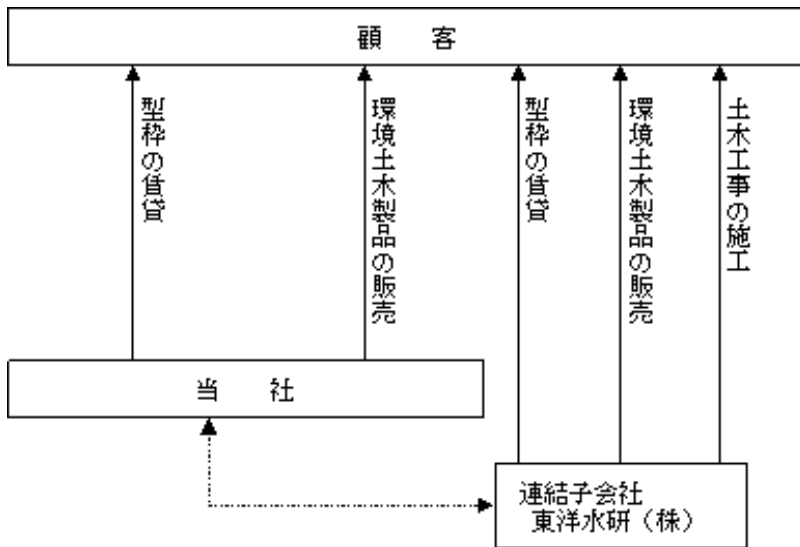 顧　客
型枠の賃貸
環境土木製品の販売
型枠の賃貸
環境土木製品の販売
土木工事の施工
当　社
連結子会社
東洋水研（株）